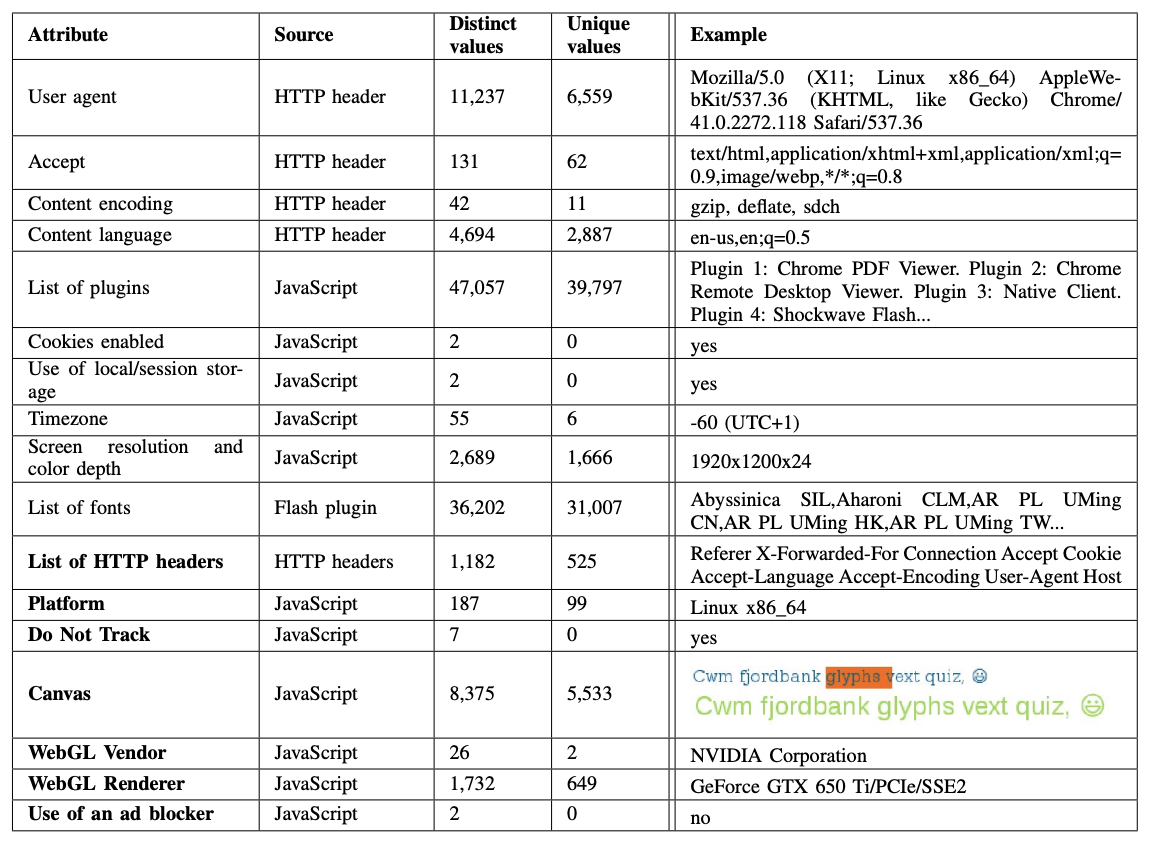 Attribute Source Distinct values Unique values Example
User agent HTTP header 11,237 6,559 Mozilla/5.0 (X11; Linux x86_64) AppleWe-
bKit/537.36 (KHTML, like Gecko) Chrome/
41.0.2272.118 Safari/537.36
Accept HTTP header 131 62 text/html,application/xhtml+xml,application/xml;q=
0.9,image/webp,*/*;q=0.8
Content encoding HTTP header 42 11 gzip, deflate, sdch
Content language HTTP header 4,694 2,887 en-us,en;q=0.5
List of plugins JavaScript 47,057 39,797 Plugin 1: Chrome PDF Viewer. Plugin 2: Chrome
Remote Desktop Viewer. Plugin 3: Native Client.
Plugin 4: Shockwave Flash...
Cookies enabled JavaScript 2 0 yes
Use of local/session stor-
age JavaScript 2 0 yes
Timezone JavaScript 55 6 -60 (UTC+1)
Screen resolution and
color depth JavaScript 2,689 1,666 1920x1200x24
List of fonts Flash plugin 36,202 31,007 Abyssinica SIL,Aharoni CLM,AR PL UMing
CN,AR PL UMing HK,AR PL UMing TW...
List of HTTP headers HTTP headers 1,182 525 Referer X-Forwarded-For Connection Accept Cookie
Accept-Language Accept-Encoding User-Agent Host
Platform JavaScript 187 99 Linux x86_64
Do Not Track JavaScript 7 0 yes
Canvas JavaScript 8,375 5,533 Cwm fjordbank glyphs vext quiz, 😃
Cwm fjordbank glyphs vext quiz, 😃
WebGL Vendor JavaScript 26 2 NVIDIA Corporation
WebGL Renderer JavaScript 1,732 649 GeForce GTX 650 Ti/PCIe/SSE2
Use of an ad blocker JavaScript 2 0 no